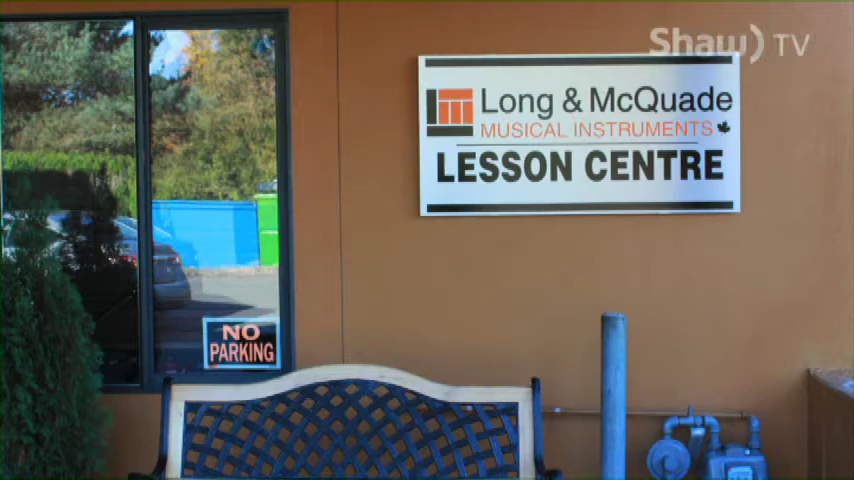 Shaw) TV
Long & McQuade
MUSICAL INSTRUMENTS
LESSON CENTRE
NO
PARKING